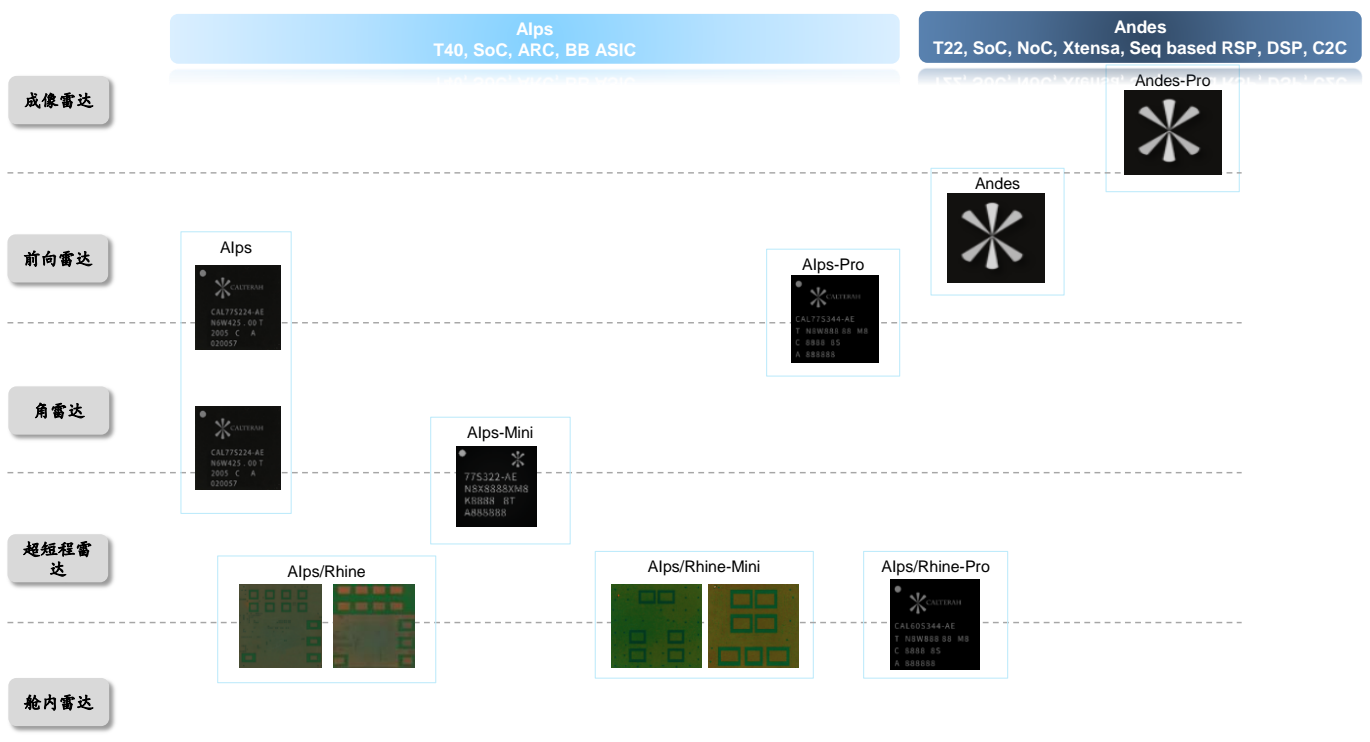 Alps
T40, SoC, ARC, BB ASIC
Andes
T22, SoC, NoC, Xtensa, Seq based RSP, DSP, C2C
成像雷达
Andes-Pro
Andes
前向雷达
Alps
CALTERAH
CAL77S224-AE
N6W425.00 T
2005 C A
020057
Alps-Pro
CALTERAH
CAL77S344-AE
T N8W888 88 M8
C 8888 8S
A 888888
角雷达
CALTERAH
CAL77S224-AE
N6W425.00 T
2005 C A
020057
Alps-Mini
77S322-AE
N8X8888XM8
K8888 8T
A888888
超短程雷
达
Alps/Rhine
Alps/Rhine-Mini
Alps/Rhine-Pro
CALTERAH
CAL60S344-AE
T N8W888 88 M8
C 8888 8S
A 888888
舱内雷达